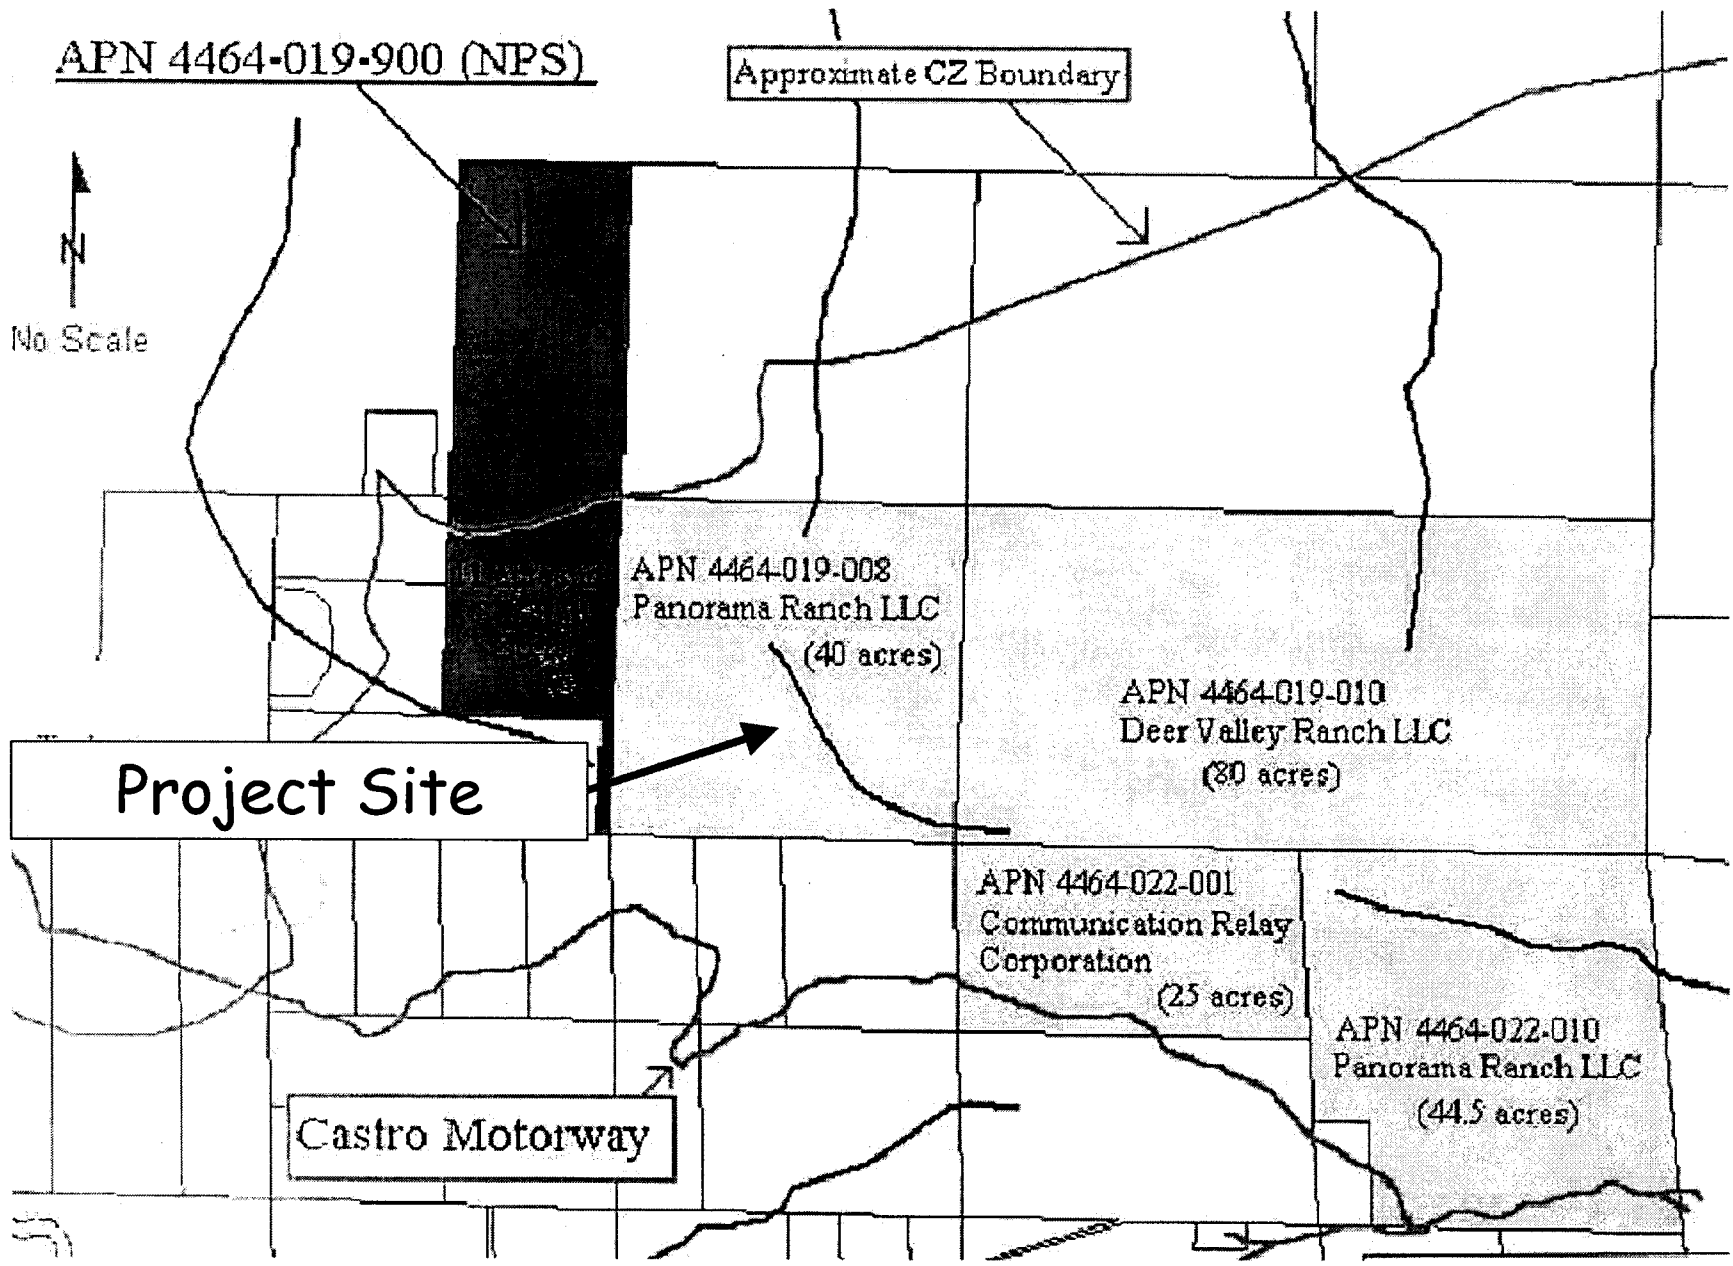 APN 4464-019-900 (NPS)
Approximate CZ Boundary
N
No Scale
APN 4464-019-008
Panorama Ranch LLC
(40 acres)
APN 4464-019-010
Deer Valley Ranch LLC
(80 acres)
Project Site
APN 4464-022-001
Communication Relay
Corporation
(25 acres)
APN 4464-022-010
Panorama Ranch LLC
(44.5 acres)
Castro Motorway